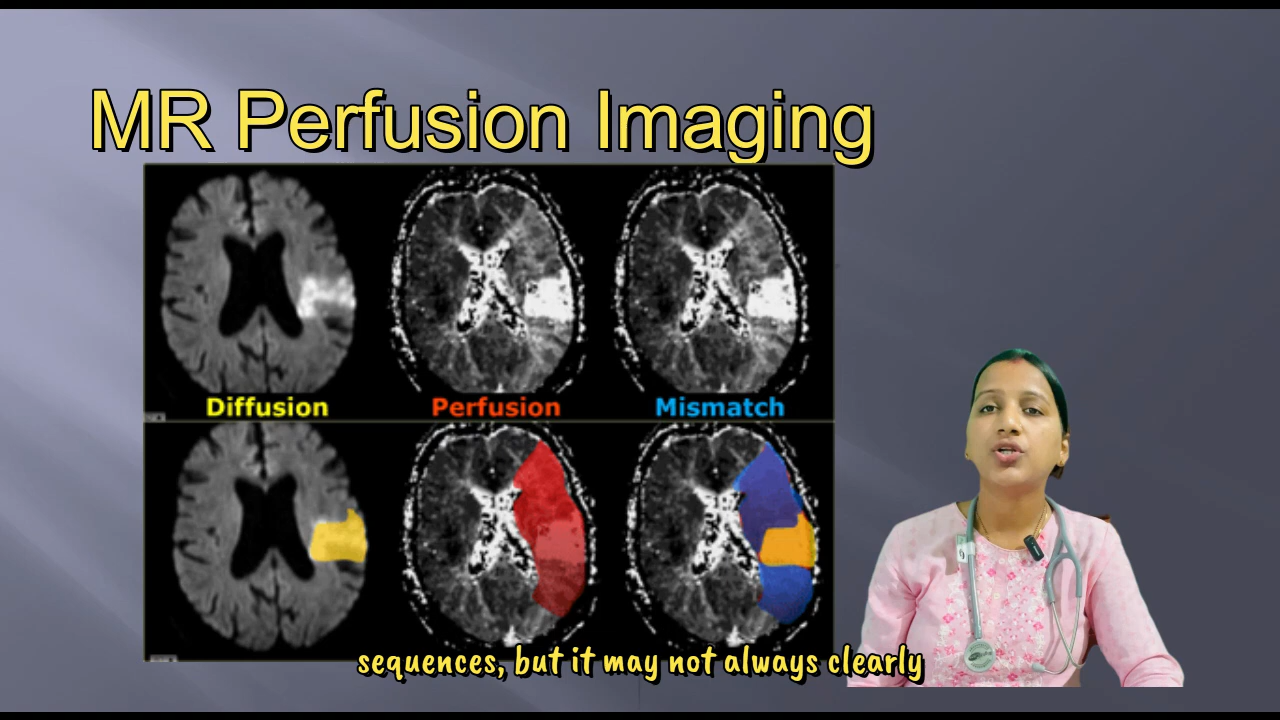 MR Perfusion Imaging
Diffusion Perfusion Mismatch
sequences, but it may not always clearly